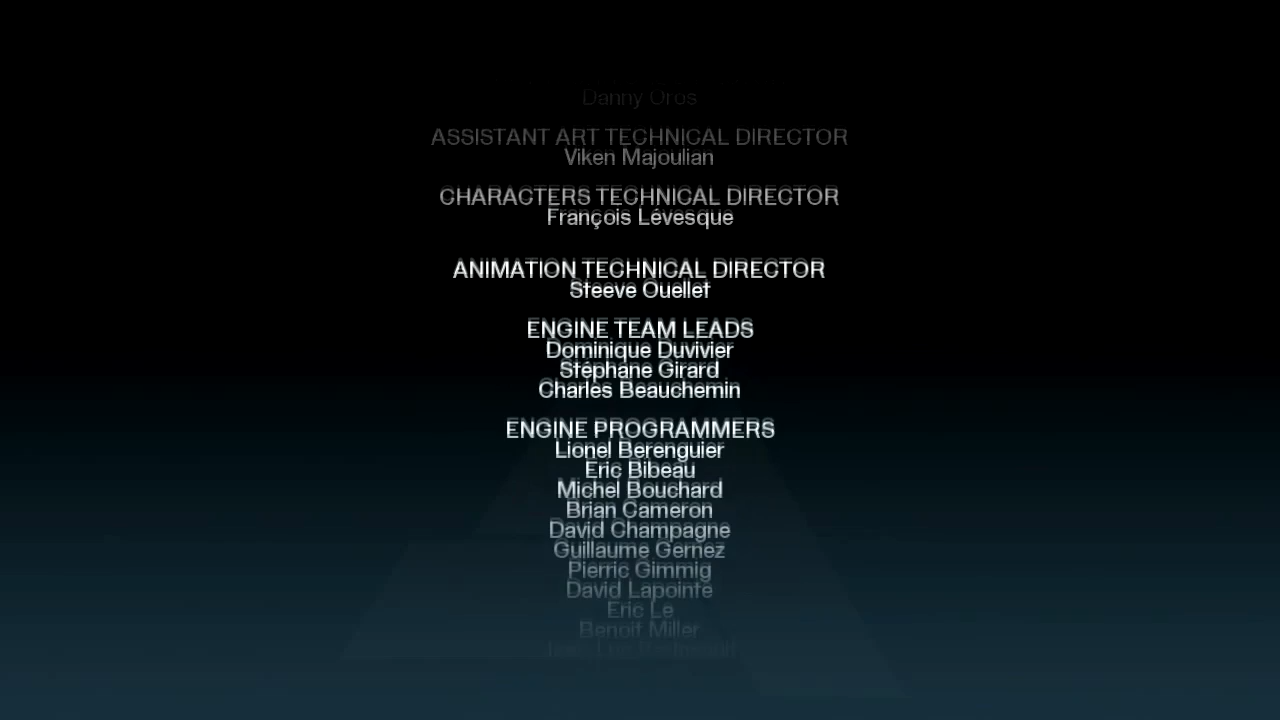 Danny Oros
ASSISTANT ART TECHNICAL DIRECTOR
Viken Majoulian
CHARACTERS TECHNICAL DIRECTOR
François Lévesque
ANIMATION TECHNICAL DIRECTOR
Steeve Ouellet
ENGINE TEAM LEADS
Dominique Duvivier
Stéphane Girard
Charles Beauchemin
ENGINE PROGRAMMERS
Lionel Berenguier
Eric Bibeau
Michel Bouchard
Brian Cameron
David Champagne
Guillaume Gernez
Pierric Gimmig
David Lapointe
Eric Le
Benoit Miller